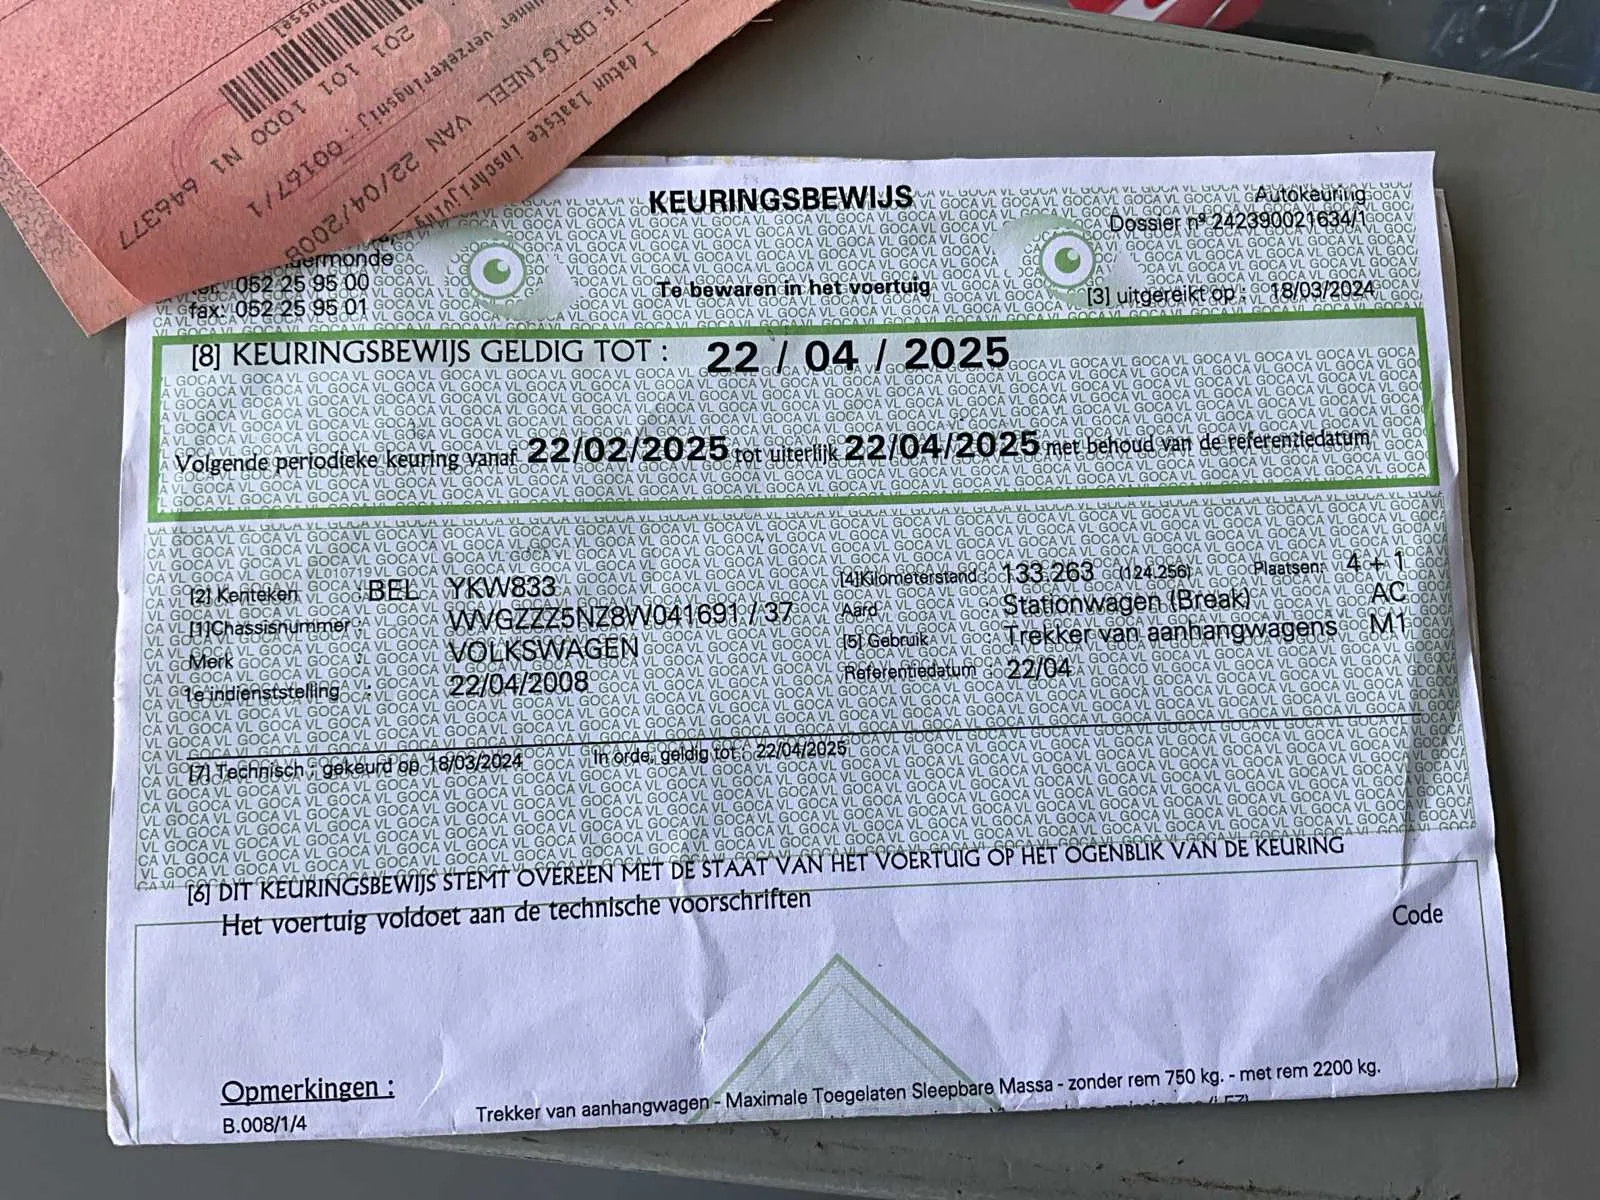 201 101 1000 N1 646377
verzekeringsmij: 00167/1
ORIGINEEL VAN 22/04/2008
I datum laatste inschrijving
KEURINGSBEWIJS
Autokeuring
Dossier nº 242390021634/1
052 25 95 00
fax: 052 25 95 01
Te bewaren in het voertuig
[3] uitgereikt op : 18/03/2024
[8] KEURINGSBEWIJS GELDIG TOT : 22 / 04 / 2025
Volgende periodieke keuring vanaf 22/02/2025 tot uiterlijk 22/04/2025 met behoud van de referentiedatum
[2] Kenteken : BEL YKW833
[1]Chassisnummer : WVGZZZ5NZ8W041691 / 37
Merk : VOLKSWAGEN
1e indienststelling : 22/04/2008
[4]Kilometerstand : 133.263 (124.256) Plaatsen: 4 + 1
Aard : Stationwagen (Break) AC
[5] Gebruik : Trekker van aanhangwagens M1
Referentiedatum : 22/04
[7] Technisch : gekeurd op 18/03/2024 In orde, geldig tot : 22/04/2025
[6] DIT KEURINGSBEWIJS STEMT OVEREEN MET DE STAAT VAN HET VOERTUIG OP HET OGENBLIK VAN DE KEURING
Het voertuig voldoet aan de technische voorschriften
Code
Opmerkingen :
B.008/1/4 Trekker van aanhangwagen - Maximale Toegelaten Sleepbare Massa - zonder rem 750 kg. - met rem 2200 kg.